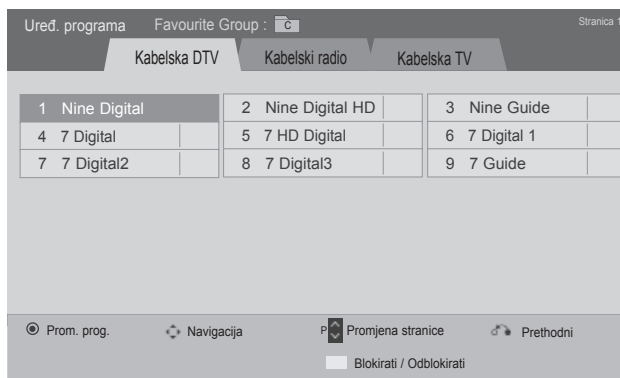 Uređ. programa Favourite Group : C Stranica 1
Kabelska DTV Kabelski radio Kabelska TV
1 Nine Digital 2 Nine Digital HD 3 Nine Guide
4 7 Digital 5 7 HD Digital 6 7 Digital 1
7 7 Digital2 8 7 Digital3 9 7 Guide
Prom. prog. Navigacija P Promjena stranice Prethodni
Blokirati / Odblokirati